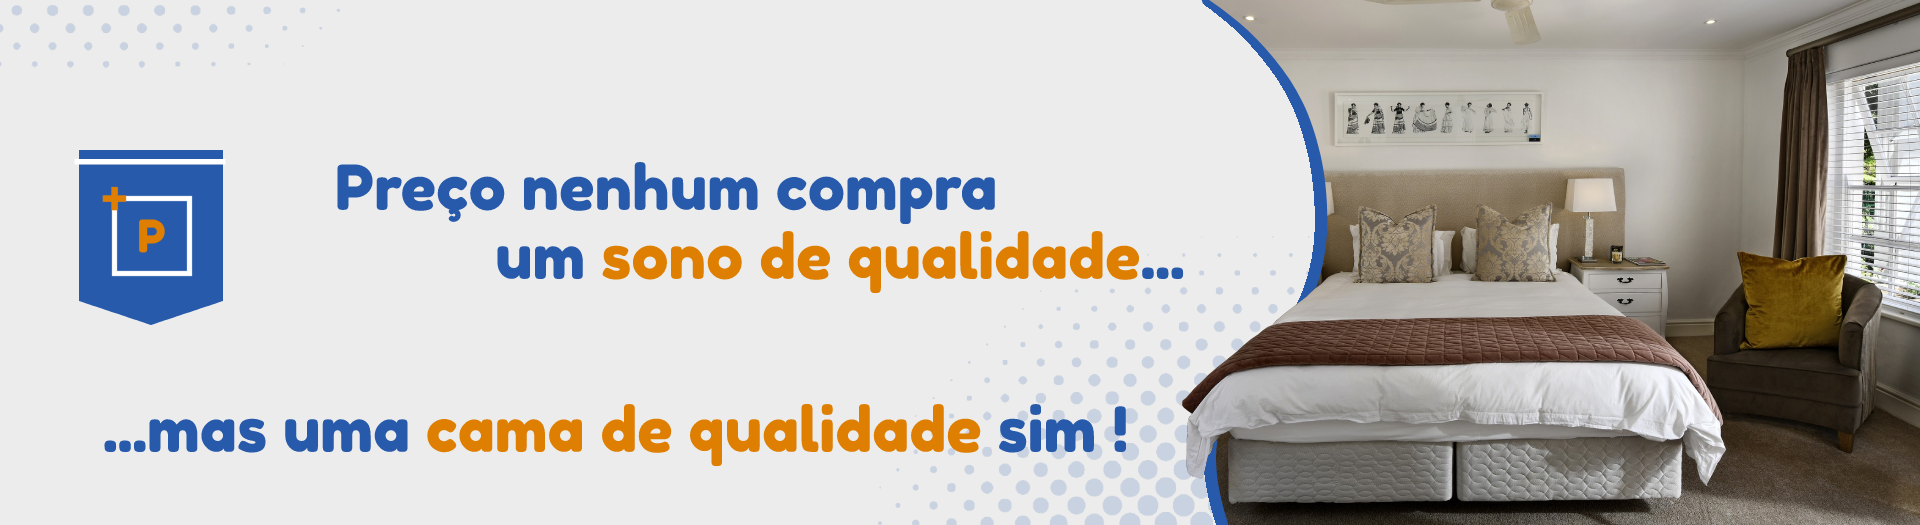 +
P
Preço nenhum compra
um sono de qualidade...
...mas uma cama de qualidade sim !